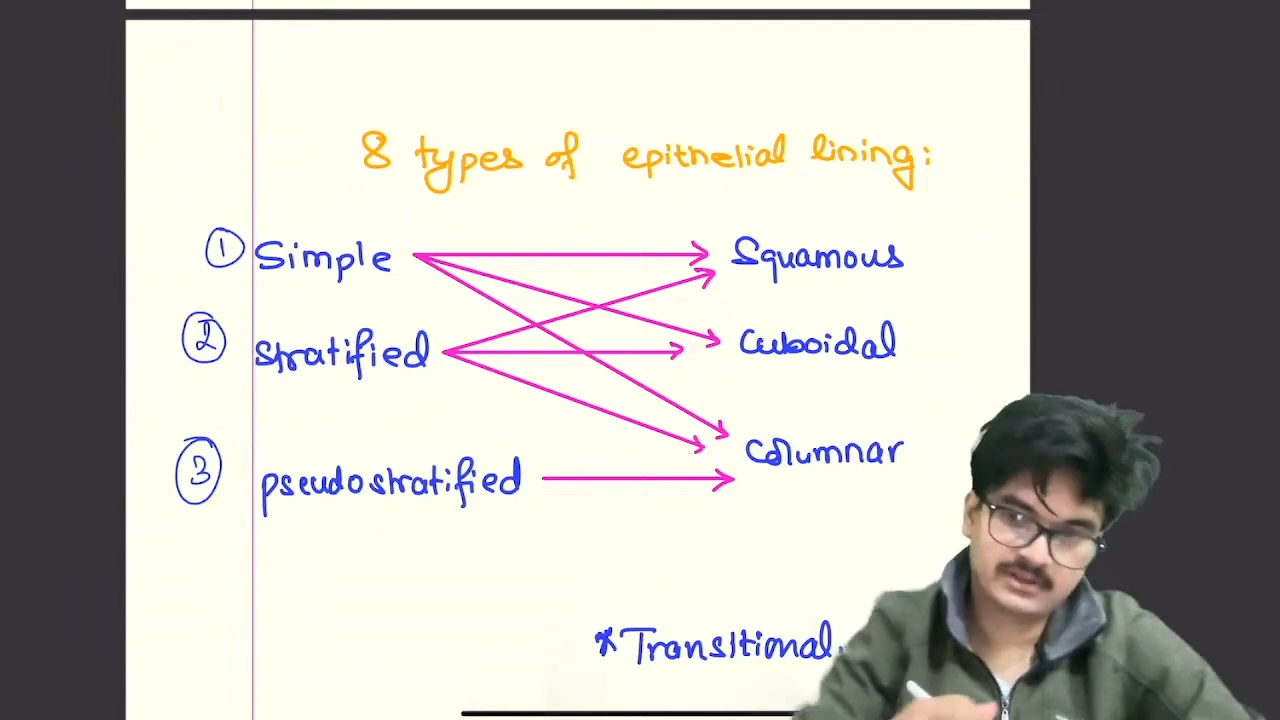 8 types of epithelial lining:
① Simple
Squamous
② Stratified
Cuboidal
③ pseudostratified
Columnar
* Transitional.